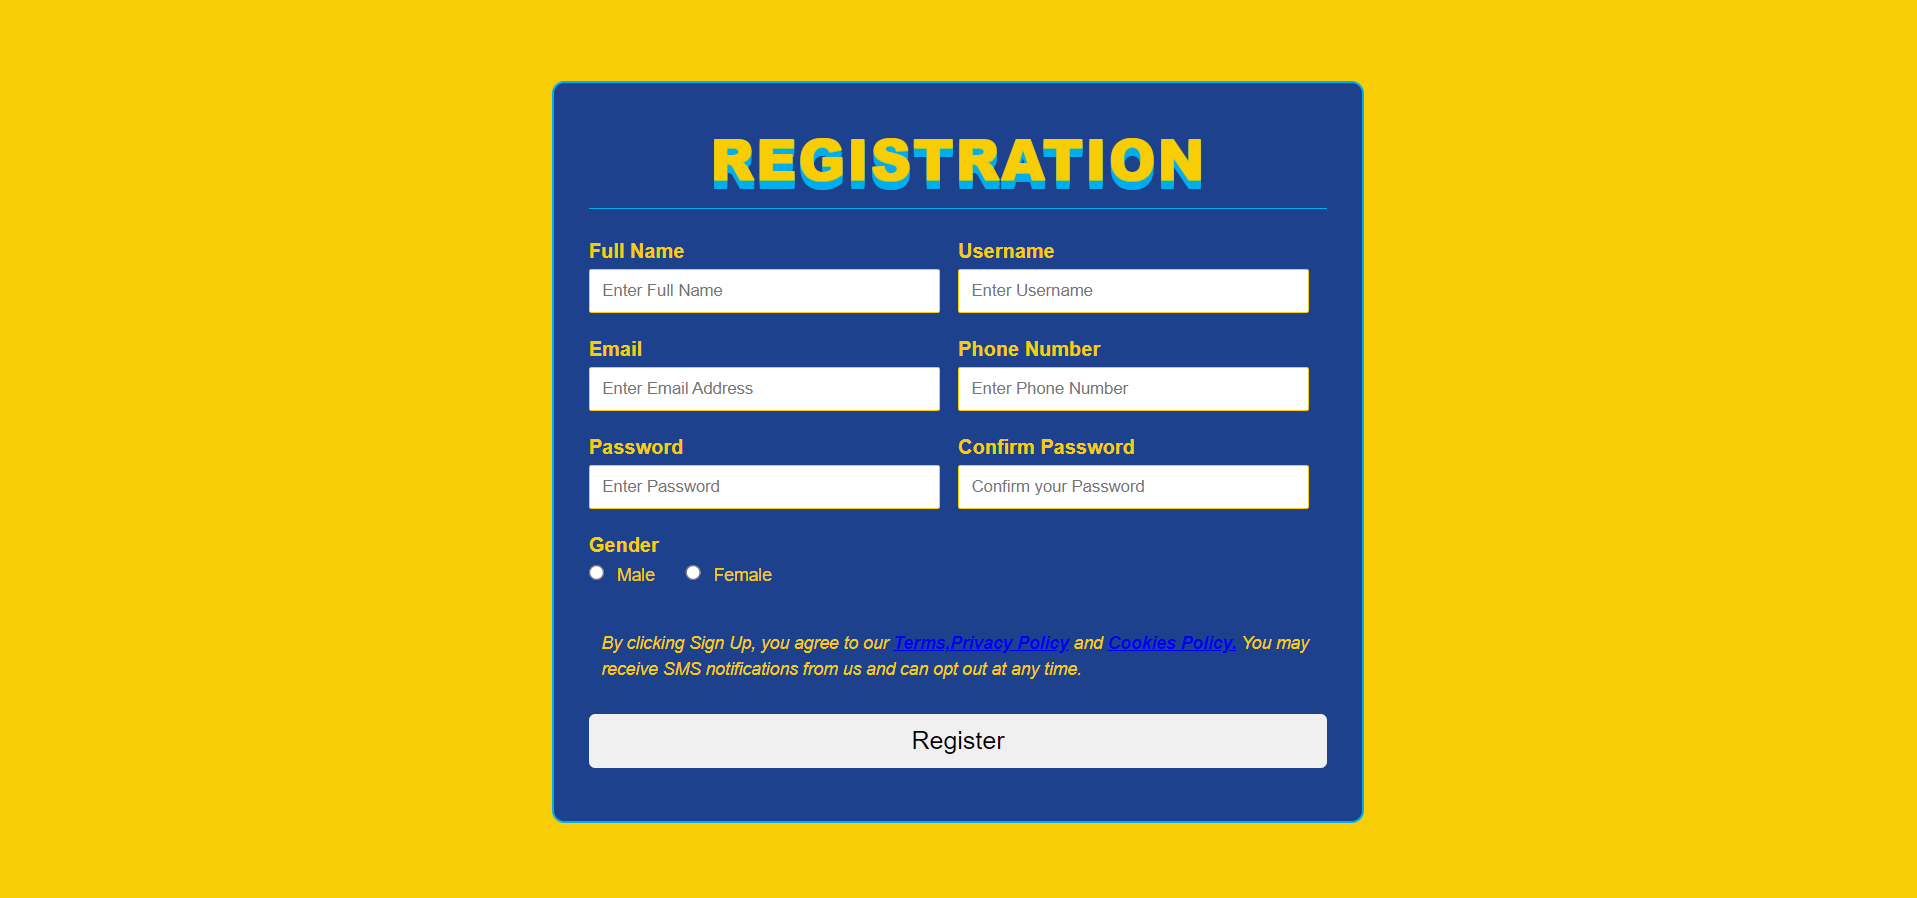 REGISTRATION
Full Name
Username
Enter Full Name
Enter Username
Email
Phone Number
Enter Email Address
Enter Phone Number
Password
Confirm Password
Enter Password
Confirm your Password
Gender
Male
Female
By clicking Sign Up, you agree to our Terms,Privacy Policy and Cookies Policy. You may
receive SMS notifications from us and can opt out at any time.
Register